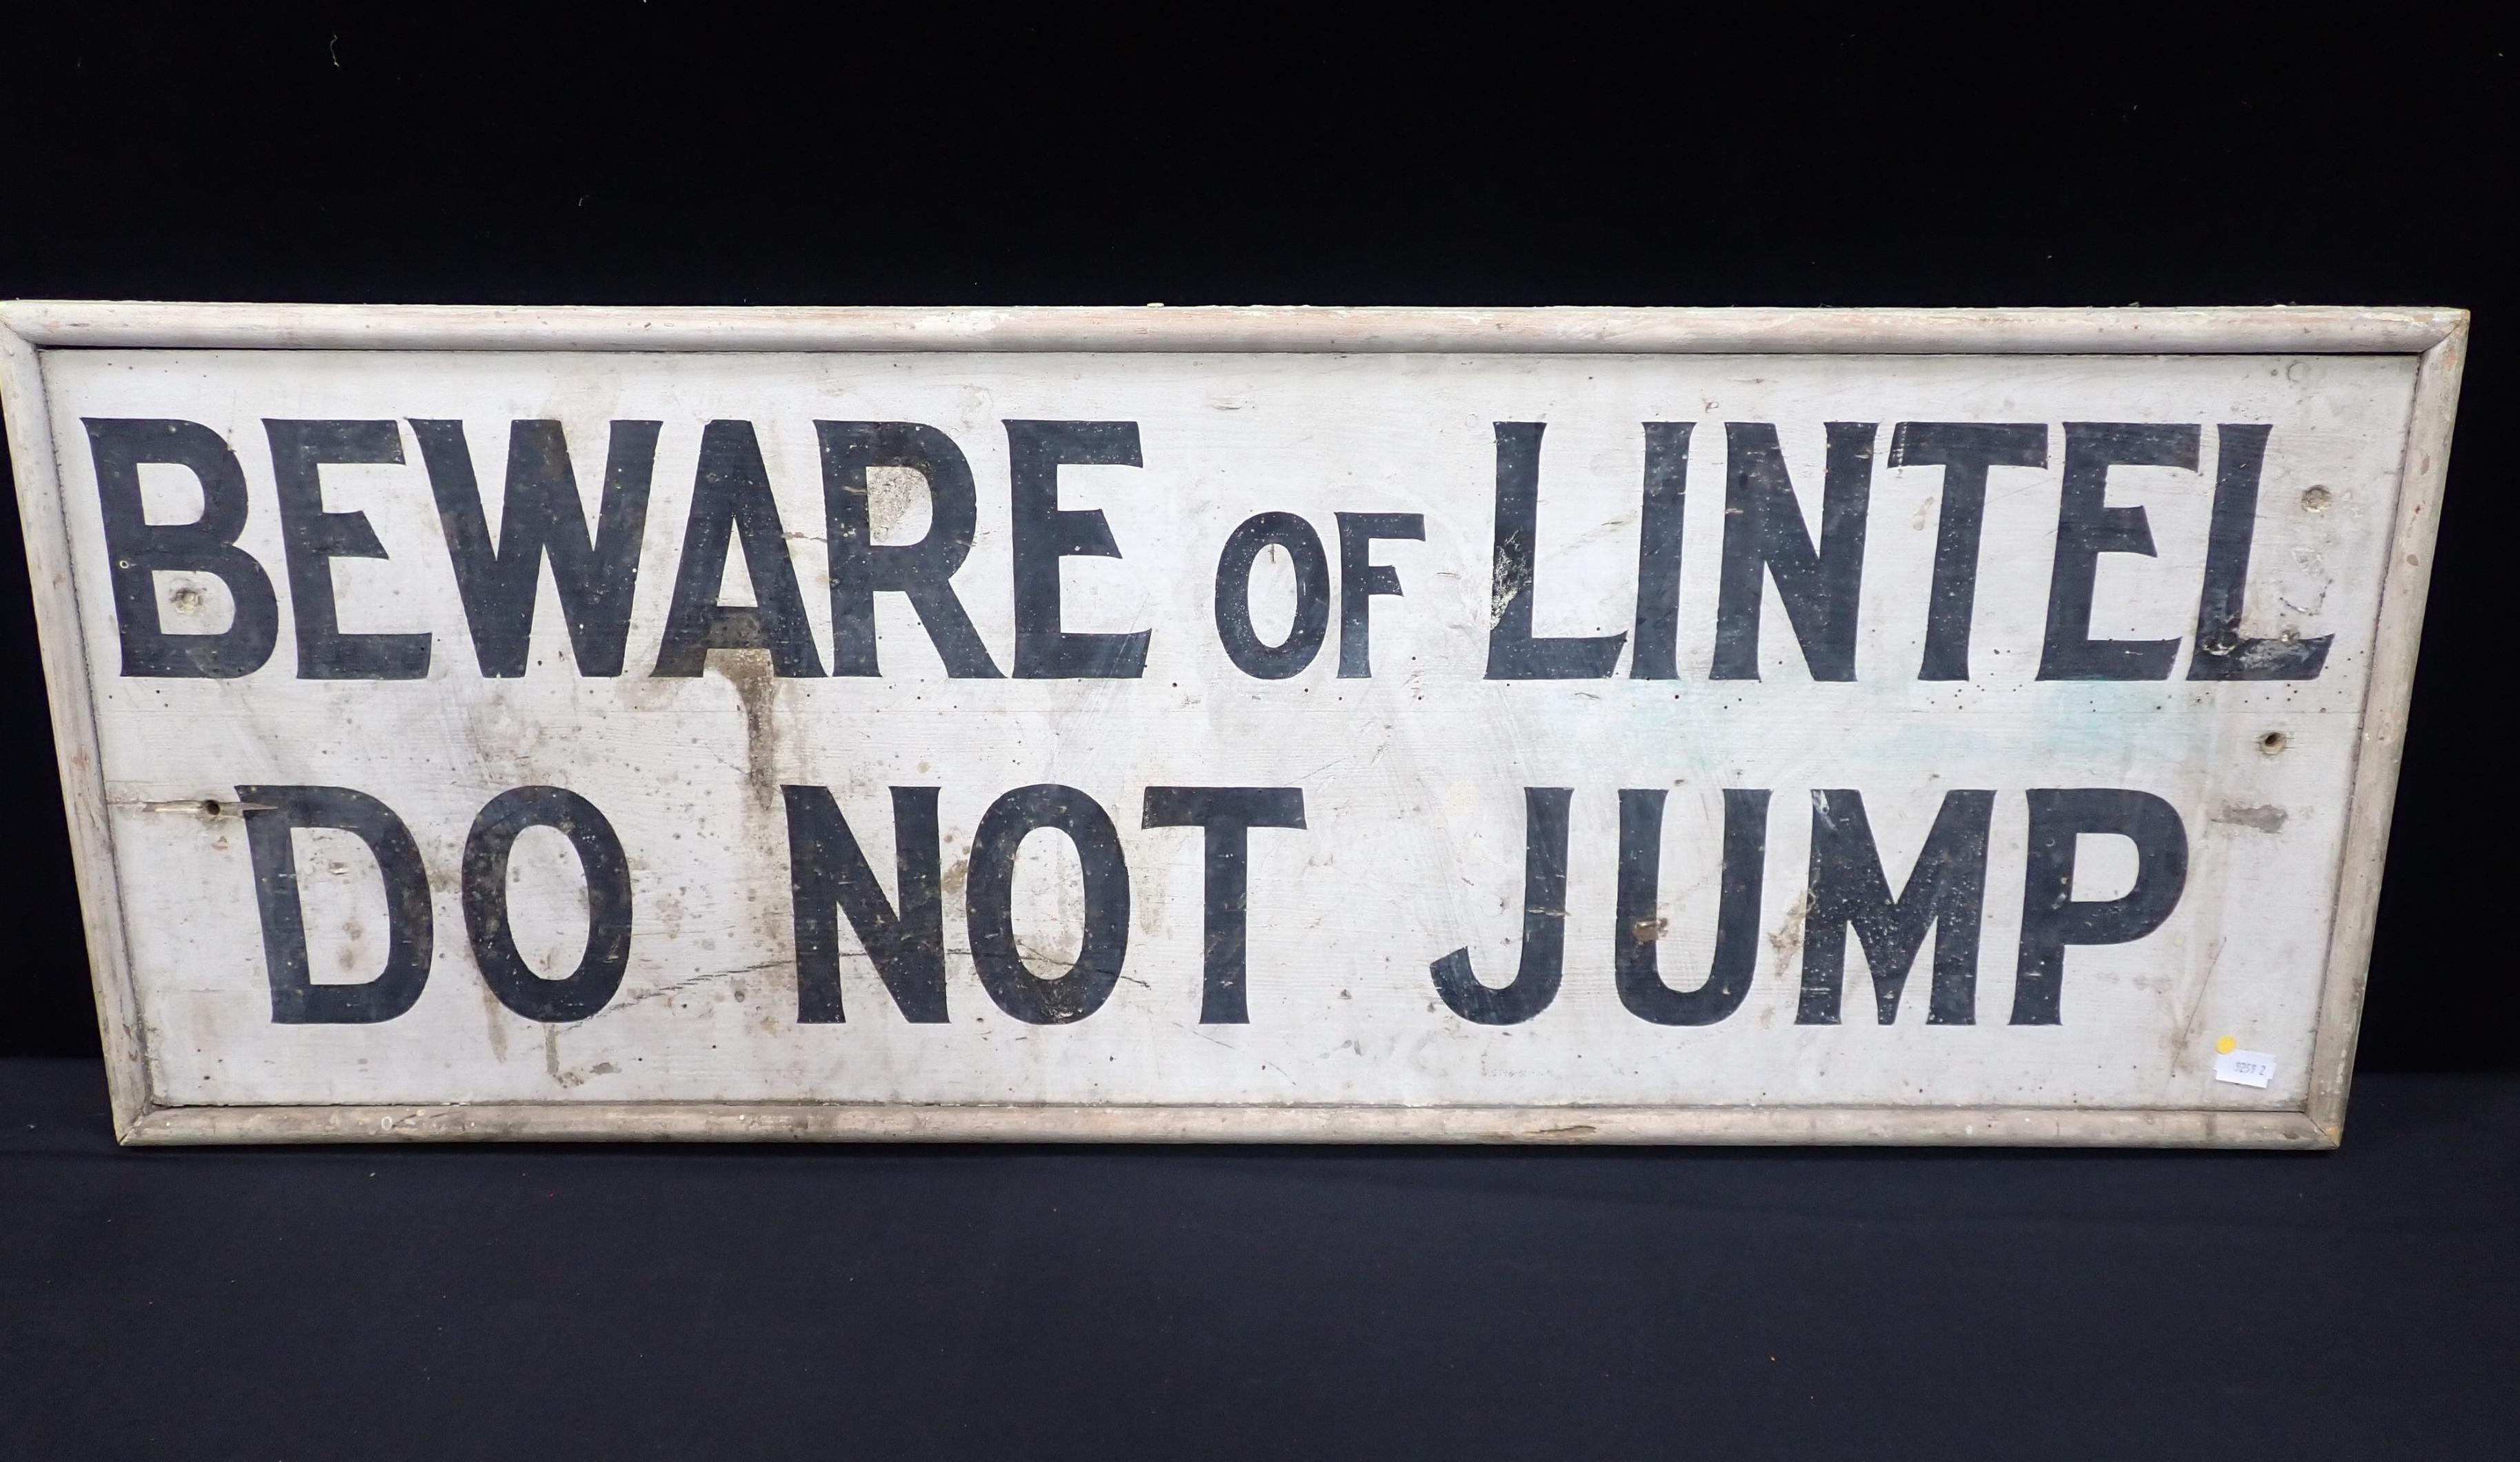 BEWARE OF LINTEL
DO NOT JUMP